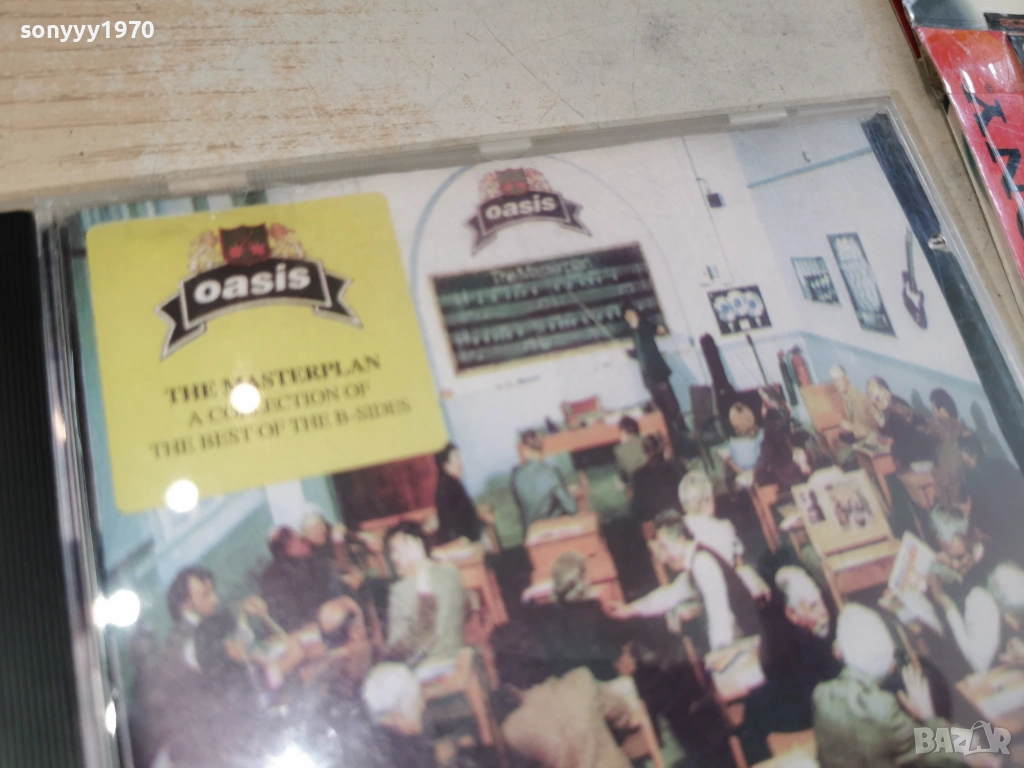 sonyyy1970
oasis
THE MASTERPLAN
A COLLECTION OF
THE BEST OF THE B-SIDES
oasis
The Masterplan
BAZAR